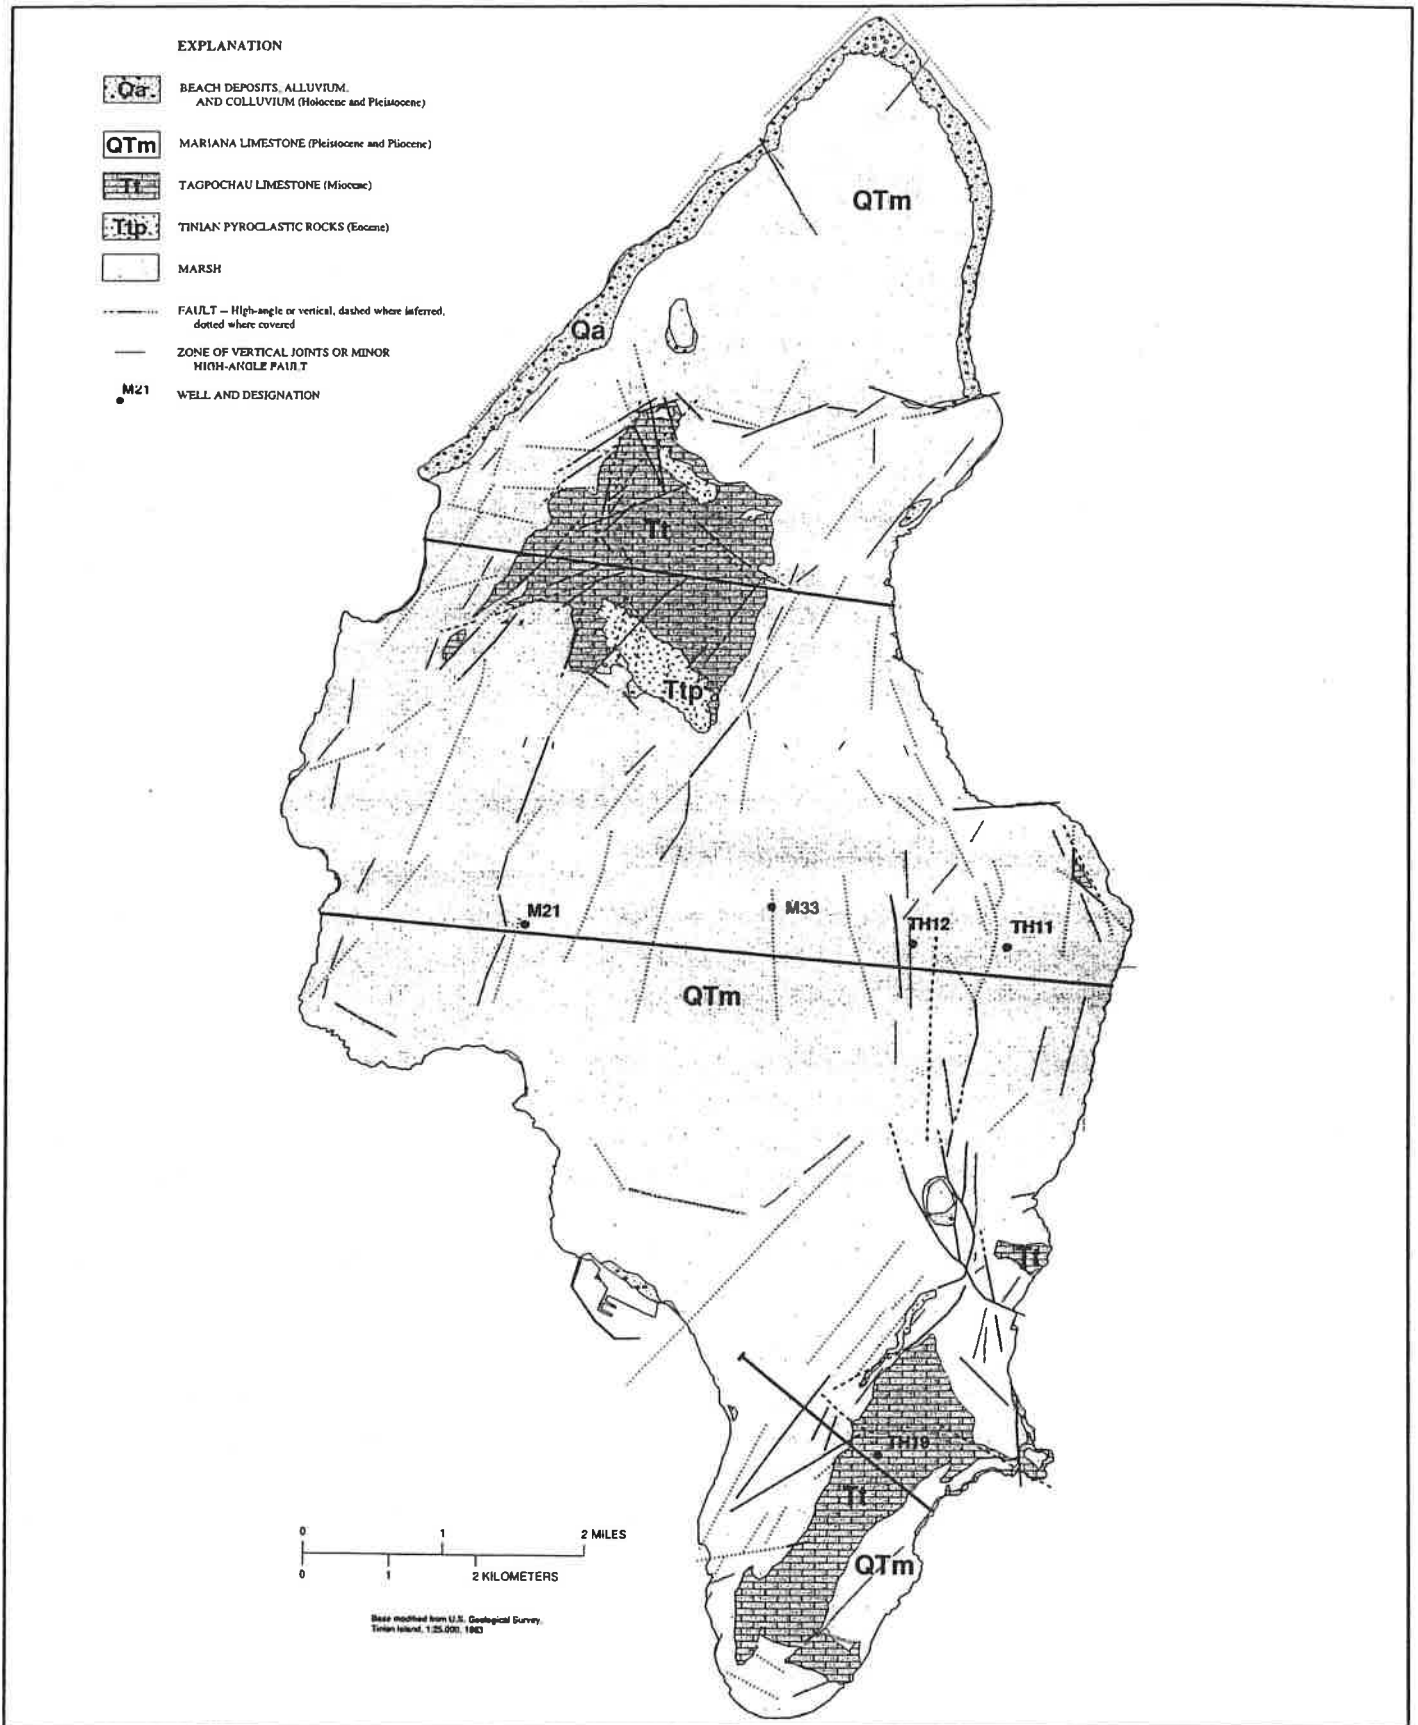 EXPLANATION
Qa
BEACH DEPOSITS, ALLUVIUM,
AND COLLUVIUM (Holocene and Pleistocene)
QTm
MARIANA LIMESTONE (Pleistocene and Pliocene)
Tt
TAGPOCHAU LIMESTONE (Miocene)
Ttp
TINIAN PYROCLASTIC ROCKS (Eocene)
MARSH
FAULT – High-angle or vertical, dashed where inferred,
dotted where covered
ZONE OF VERTICAL JOINTS OR MINOR
HIGH-ANGLE FAULT
M21
WELL AND DESIGNATION
QTm
Qa
Tt
Ttp
M21
M33
TH12
TH11
QTm
Tt
TH19
Tt
QTm
0 1 2 MILES
0 1 2 KILOMETERS
Base modified from U.S. Geological Survey,
Tinian Island, 1:25,000, 1983